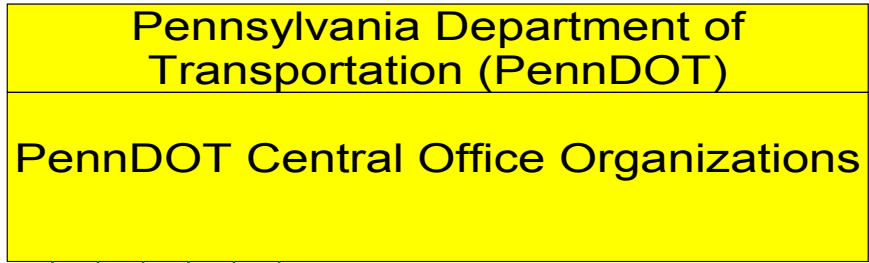 Pennsylvania Department of
Transportation (PennDOT)
PennDOT Central Office Organizations